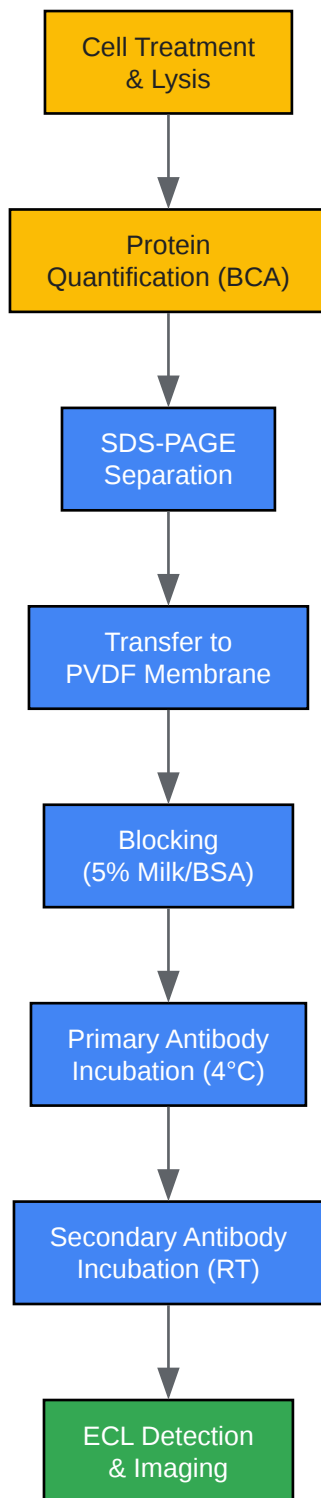 Cell Treatment
& Lysis
Protein
Quantification (BCA)
SDS-PAGE
Separation
Transfer to
PVDF Membrane
Blocking
(5% Milk/BSA)
Primary Antibody
Incubation (4°C)
Secondary Antibody
Incubation (RT)
ECL Detection
& Imaging